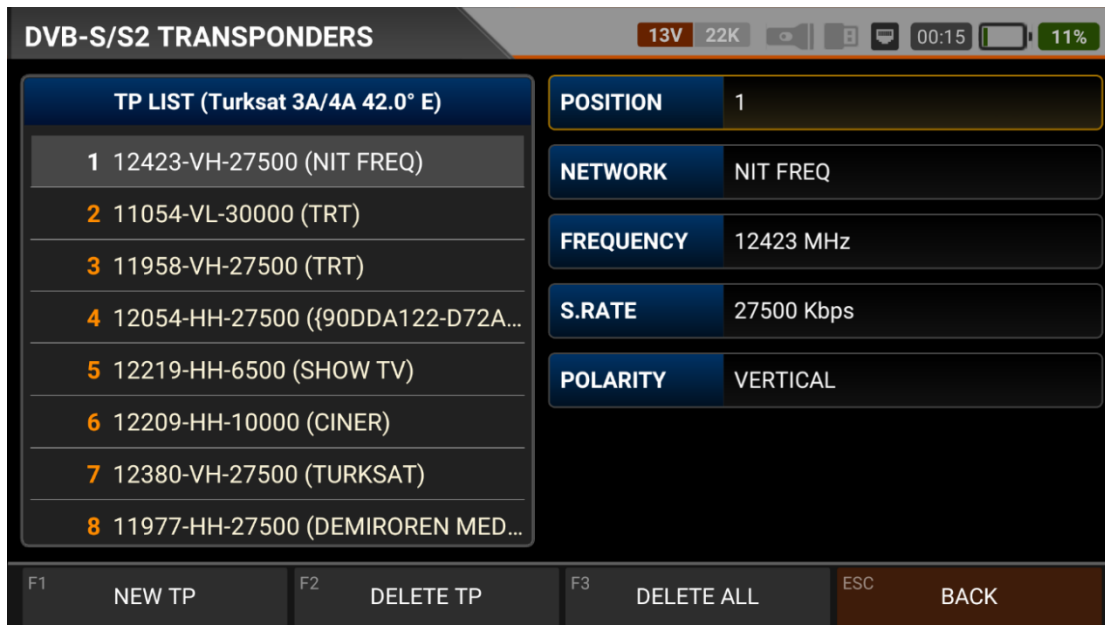 DVB-S/S2 TRANSPONDERS
13V 22K 00:15 11%
TP LIST (Turksat 3A/4A 42.0° E)
1 12423-VH-27500 (NIT FREQ)
2 11054-VL-30000 (TRT)
3 11958-VH-27500 (TRT)
4 12054-HH-27500 ({90DDA122-D72A...
5 12219-HH-6500 (SHOW TV)
6 12209-HH-10000 (CINER)
7 12380-VH-27500 (TURKSAT)
8 11977-HH-27500 (DEMIROREN MED...
POSITION 1
NETWORK NIT FREQ
FREQUENCY 12423 MHz
S.RATE 27500 Kbps
POLARITY VERTICAL
F1 NEW TP F2 DELETE TP F3 DELETE ALL ESC BACK